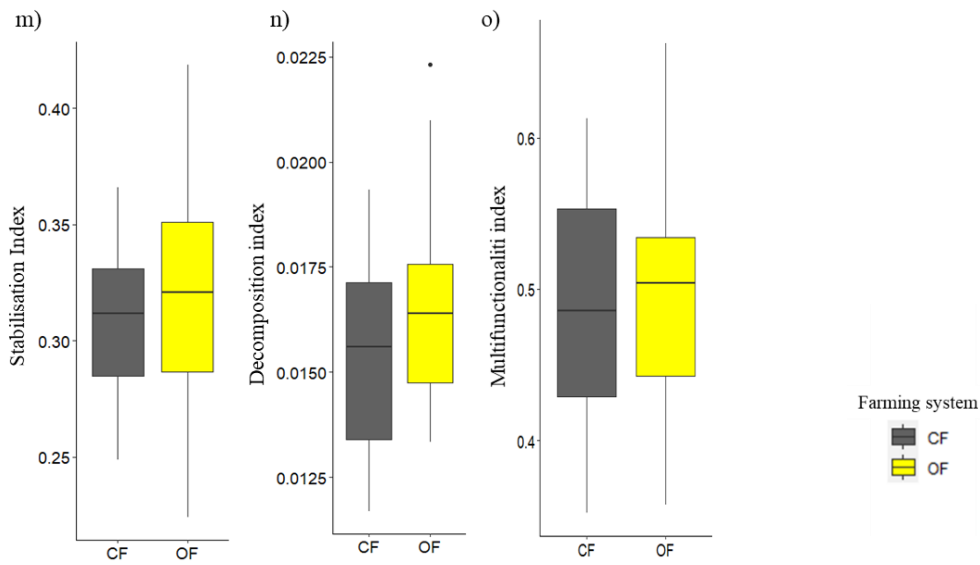 m)
Stabilisation Index
0.40
0.35
0.30
0.25
CF OF
n)
Decomposition index
0.0225
0.0200
0.0175
0.0150
0.0125
CF OF
o)
Multifunctionaliti index
0.6
0.5
0.4
CF OF
Farming system
CF
OF